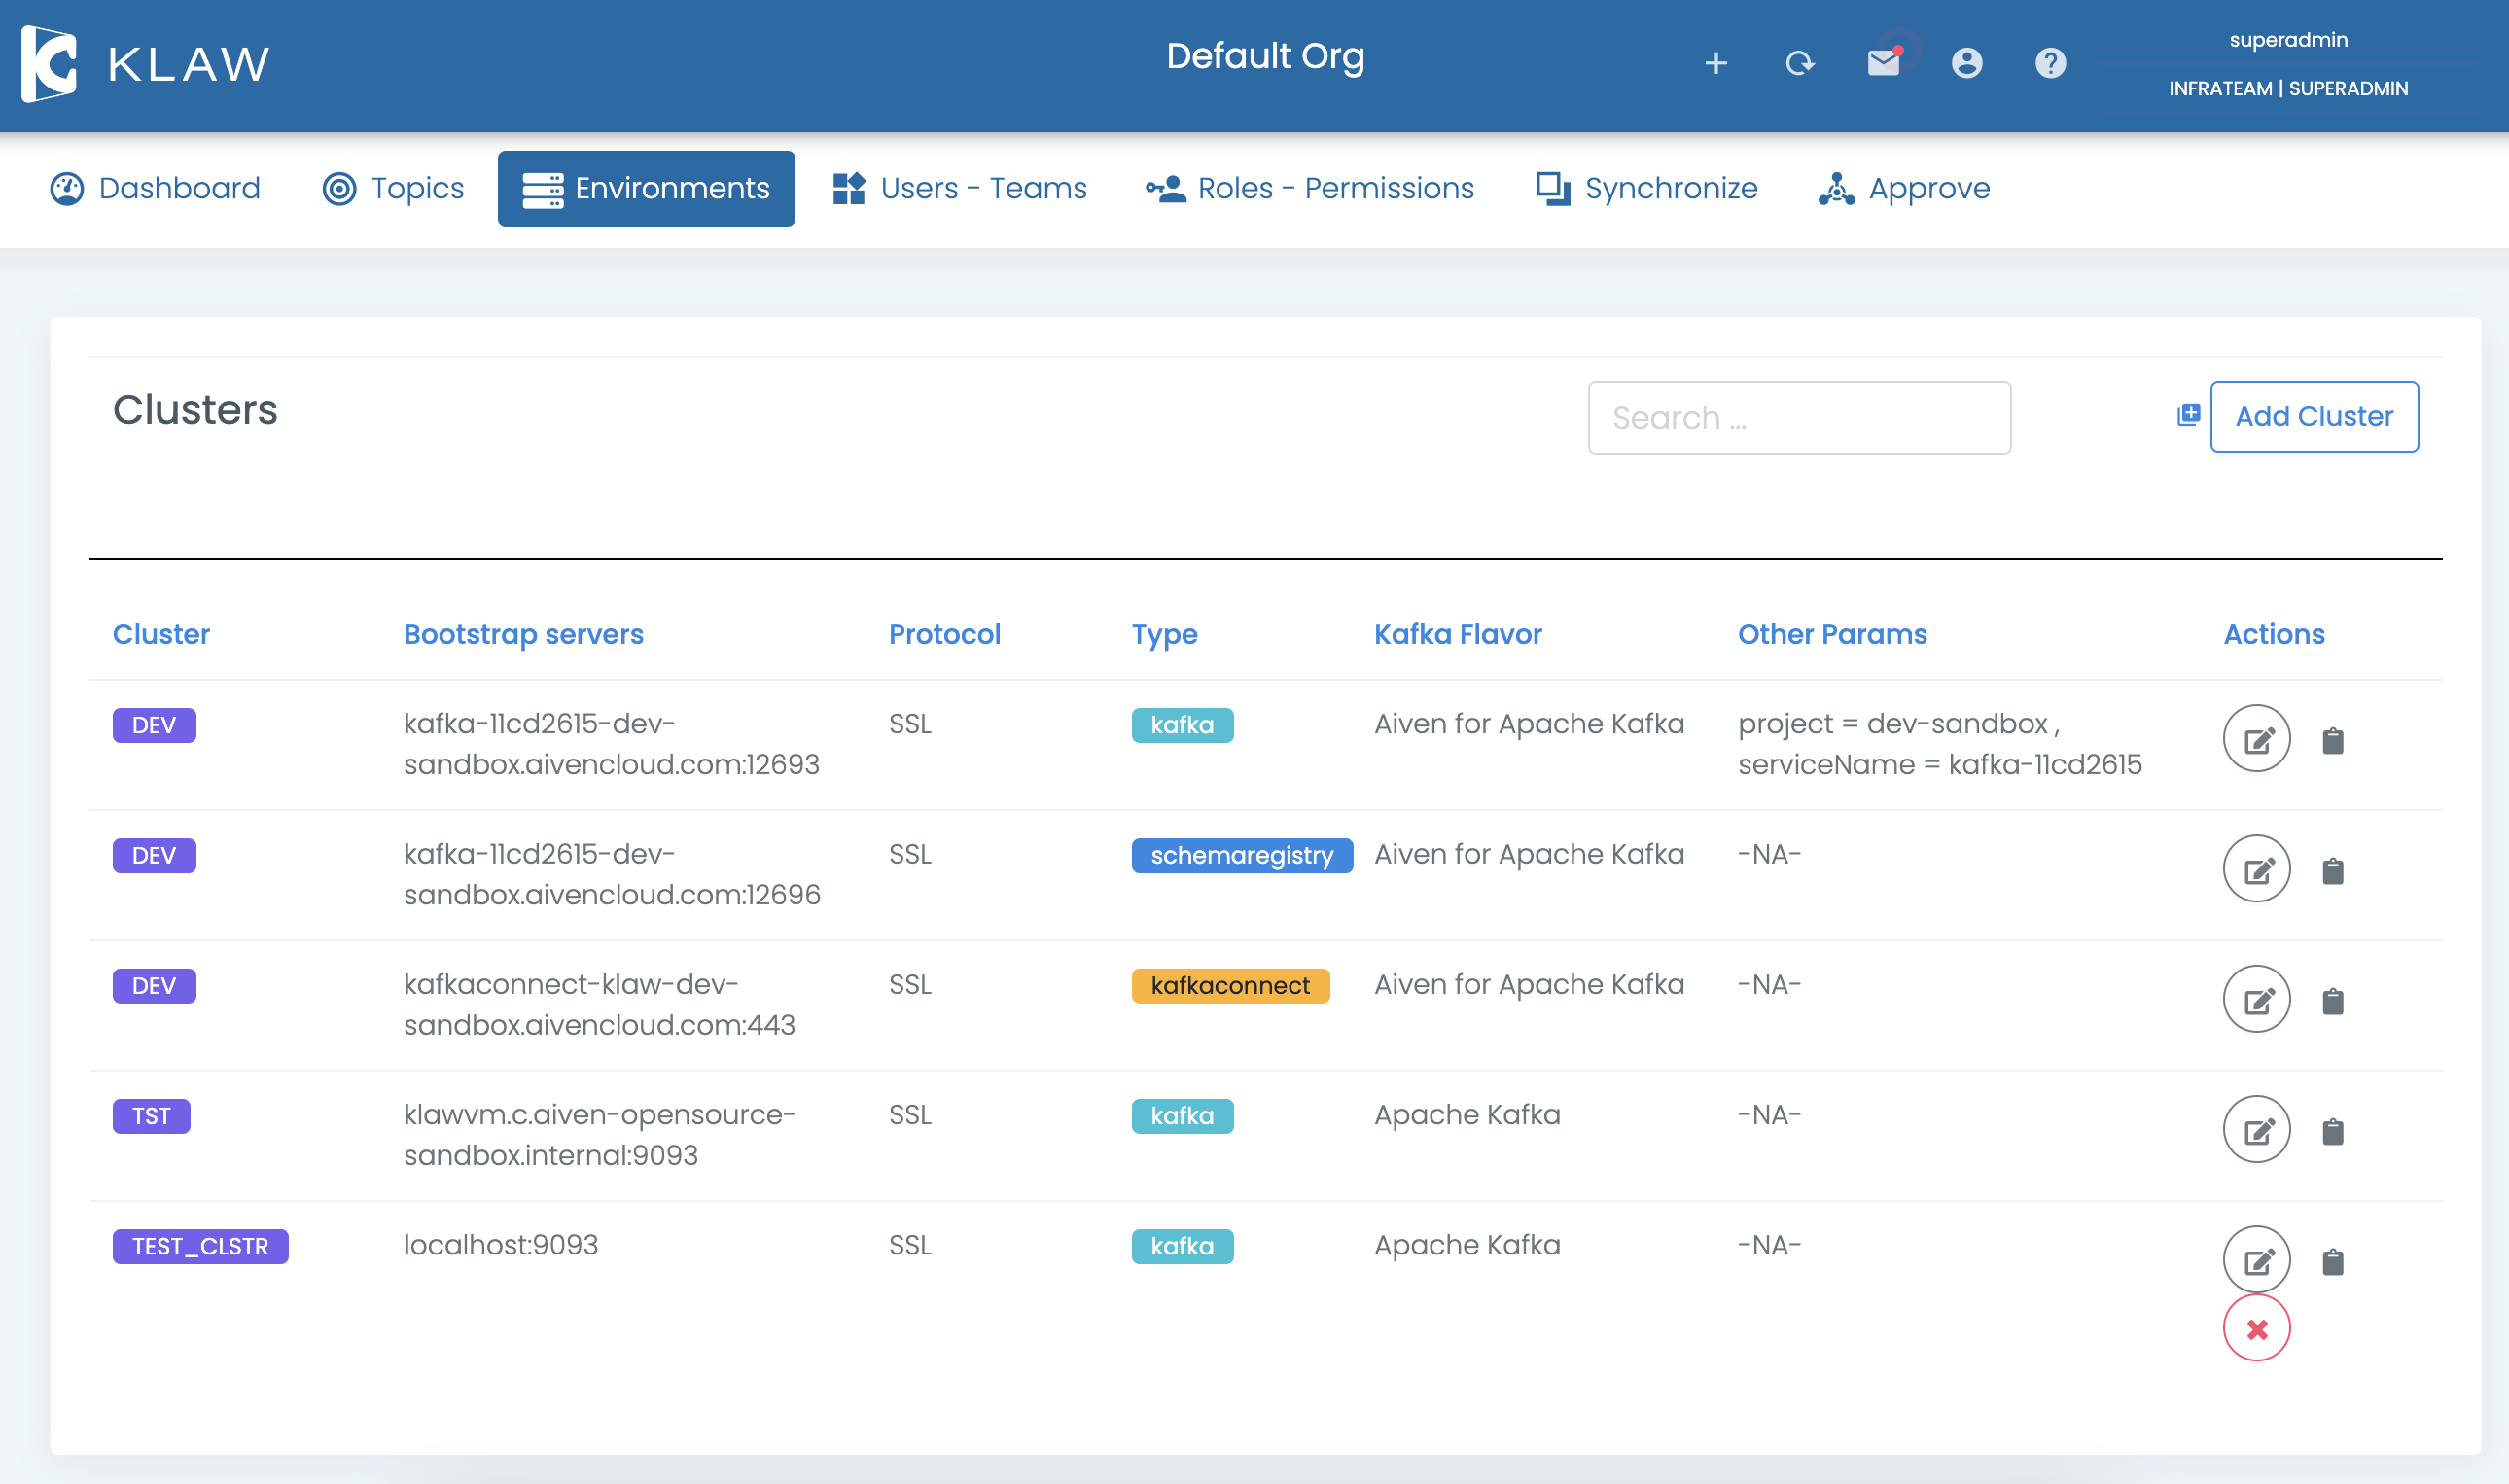 KLAW
Default Org
superadmin
INFRATEAM | SUPERADMIN
Dashboard
Topics
Environments
Users - Teams
Roles - Permissions
Synchronize
Approve
Clusters
Search ...
Add Cluster
Cluster
Bootstrap servers
Protocol
Type
Kafka Flavor
Other Params
Actions
DEV
kafka-11cd2615-dev-
sandbox.aivencloud.com:12693
SSL
kafka
Aiven for Apache Kafka
project = dev-sandbox ,
serviceName = kafka-11cd2615
DEV
kafka-11cd2615-dev-
sandbox.aivencloud.com:12696
SSL
schemaregistry
Aiven for Apache Kafka
-NA-
DEV
kafkaconnect-klaw-dev-
sandbox.aivencloud.com:443
SSL
kafkaconnect
Aiven for Apache Kafka
-NA-
TST
klawvm.c.aiven-opensource-
sandbox.internal:9093
SSL
kafka
Apache Kafka
-NA-
TEST_CLSTR
localhost:9093
SSL
kafka
Apache Kafka
-NA-